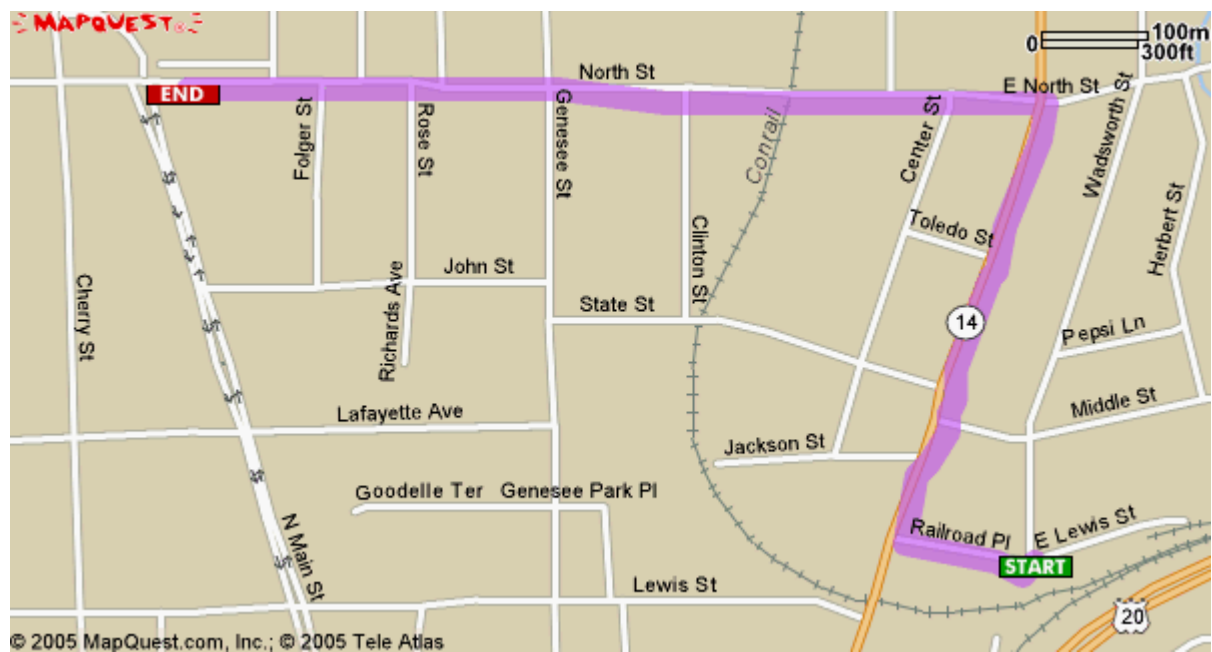 MAPQUEST®
100m
0
300ft
North St
E North St
END
Folger St
Rose St
Genesee St
Conrail
Center St
Wadsworth St
Herbert St
Toledo St
Clinton St
John St
Cherry St
Richards Ave
State St
14
Pepsi Ln
Lafayette Ave
Middle St
Jackson St
Goodelle Ter
Genesee Park Pl
N Main St
Railroad Pl
E Lewis St
START
Lewis St
20
© 2005 MapQuest.com, Inc.; © 2005 Tele Atlas